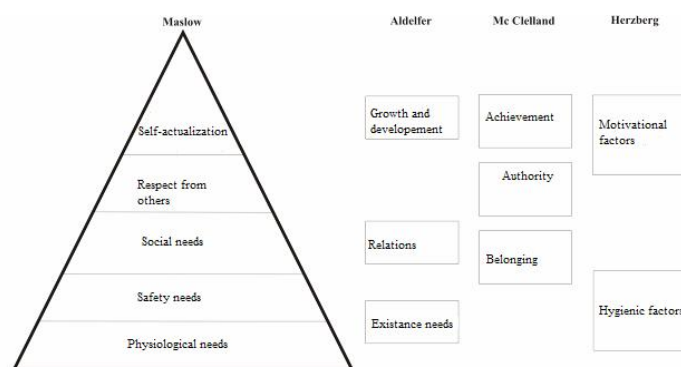 Maslow
Aldelfer
Mc Clelland
Herzberg
Self-actualization
Respect from
others
Social needs
Safety needs
Physiological needs
Growth and
developement
Relations
Existance needs
Achievement
Authority
Belonging
Motivational
factors
Hygienic factors